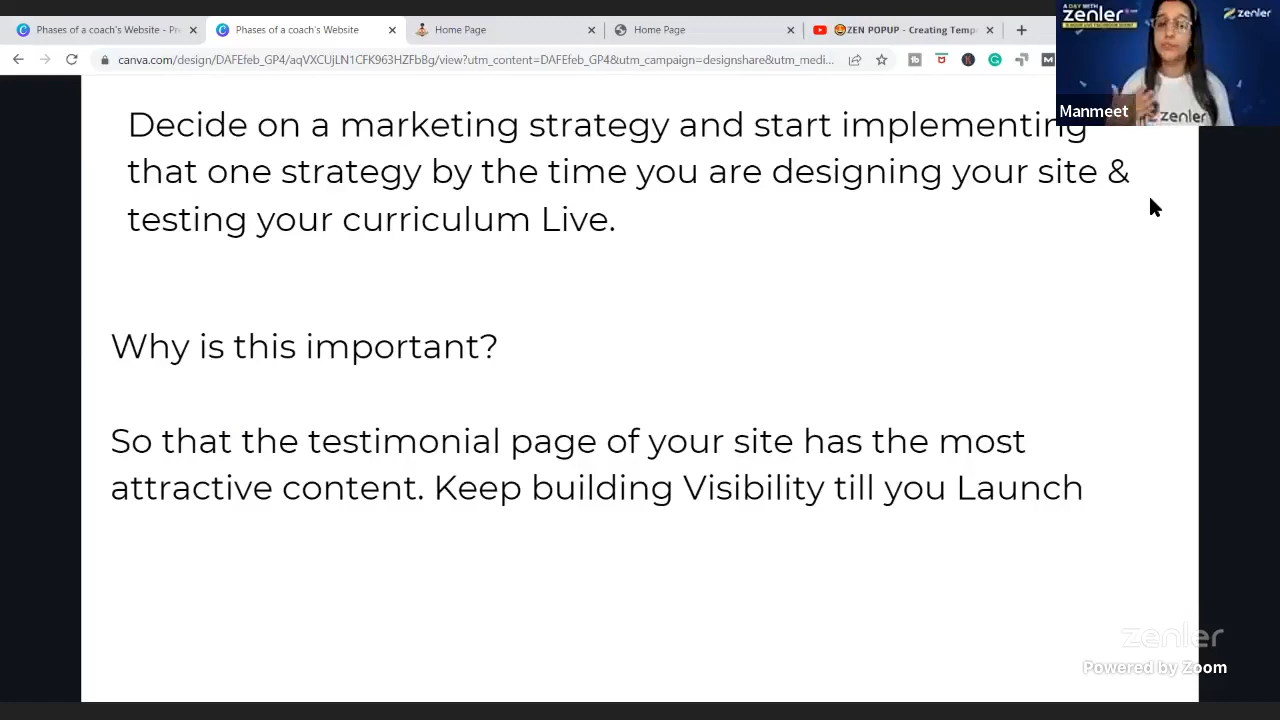 Phases of a coach's Website - Pr
Phases of a coach's Website
Home Page
Home Page
ZEN POPUP - Creating Temp
canva.com/design/DAFEfeb_GP4/aqVXCUjLN1CFK963HZFbBg/view?utm_content=DAFEfeb_GP4&utm_campaign=designshare&utm_medi...
A DAY WITH
zenler
zenler
zenler
Manmeet
Decide on a marketing strategy and start implementing
that one strategy by the time you are designing your site &
testing your curriculum Live.
Why is this important?
So that the testimonial page of your site has the most
attractive content. Keep building Visibility till you Launch
zenler
Powered by Zoom